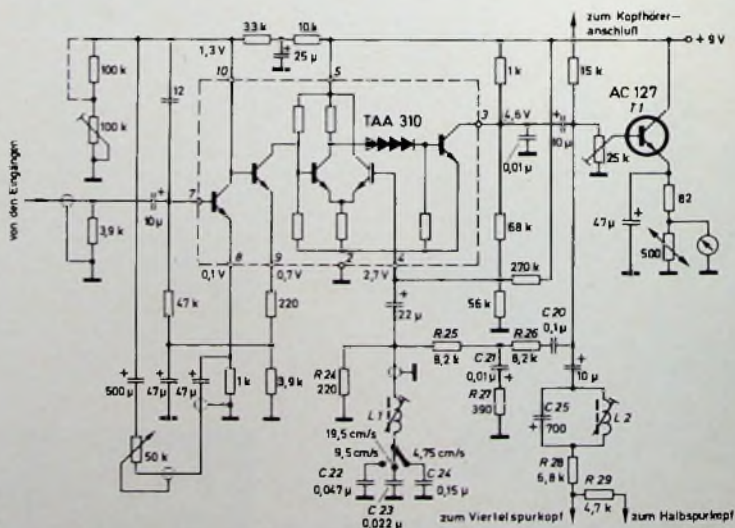 zum Kopfhörer-
anschluß
+ 9V
3,3 k
10 k
1,3 V
25 µ
100 k
100 k
12
10
5
1 k
15 k
AC 127
T1
TAA 310
3
4,6 V
10 µ
0,01 µ
25 k
von den Eingängen
10 µ
7
3,9 k
82
47 µ
500
68 k
8
9
2
4
0,1 V
0,7 V
2,7 V
270 k
47 k
220
22 µ
56 k
C 20
0,1 µ
R 25
8,2 k
R 26
8,2 k
C 21
0,01 µ
R 24
220
10 µ
500 µ
47 µ
47 µ
1 k
3,9 k
R 27
390
L 1
C 25
700
L 2
50 k
19,5 cm/s
9,5 cm/s
4,75 cm/s
C 22
0,047 µ
C 23
0,022 µ
C 24
0,15 µ
R 28
6,8 k
R 29
4,7 k
zum Viertelspurkopf
zum Halbspurkopf